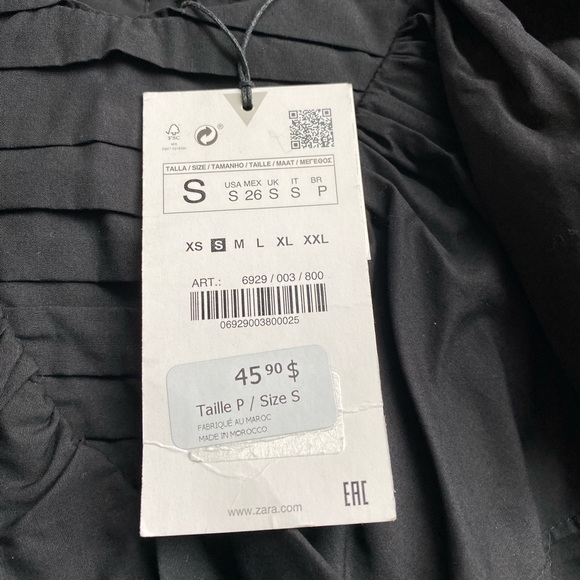 FSC
TALLA / SIZE / TAMANHO / TAILLE / MAAT / ΜΕΓΕΘΟΣ
S
USA MEX UK IT BR
S 26 S S P
XS S M L XL XXL
ART.: 6929 / 003 / 800
06929003800025
45 90 $
Taille P / Size S
FABRIQUÉ AU MAROC
MADE IN MOROCCO
www.zara.com
EAC